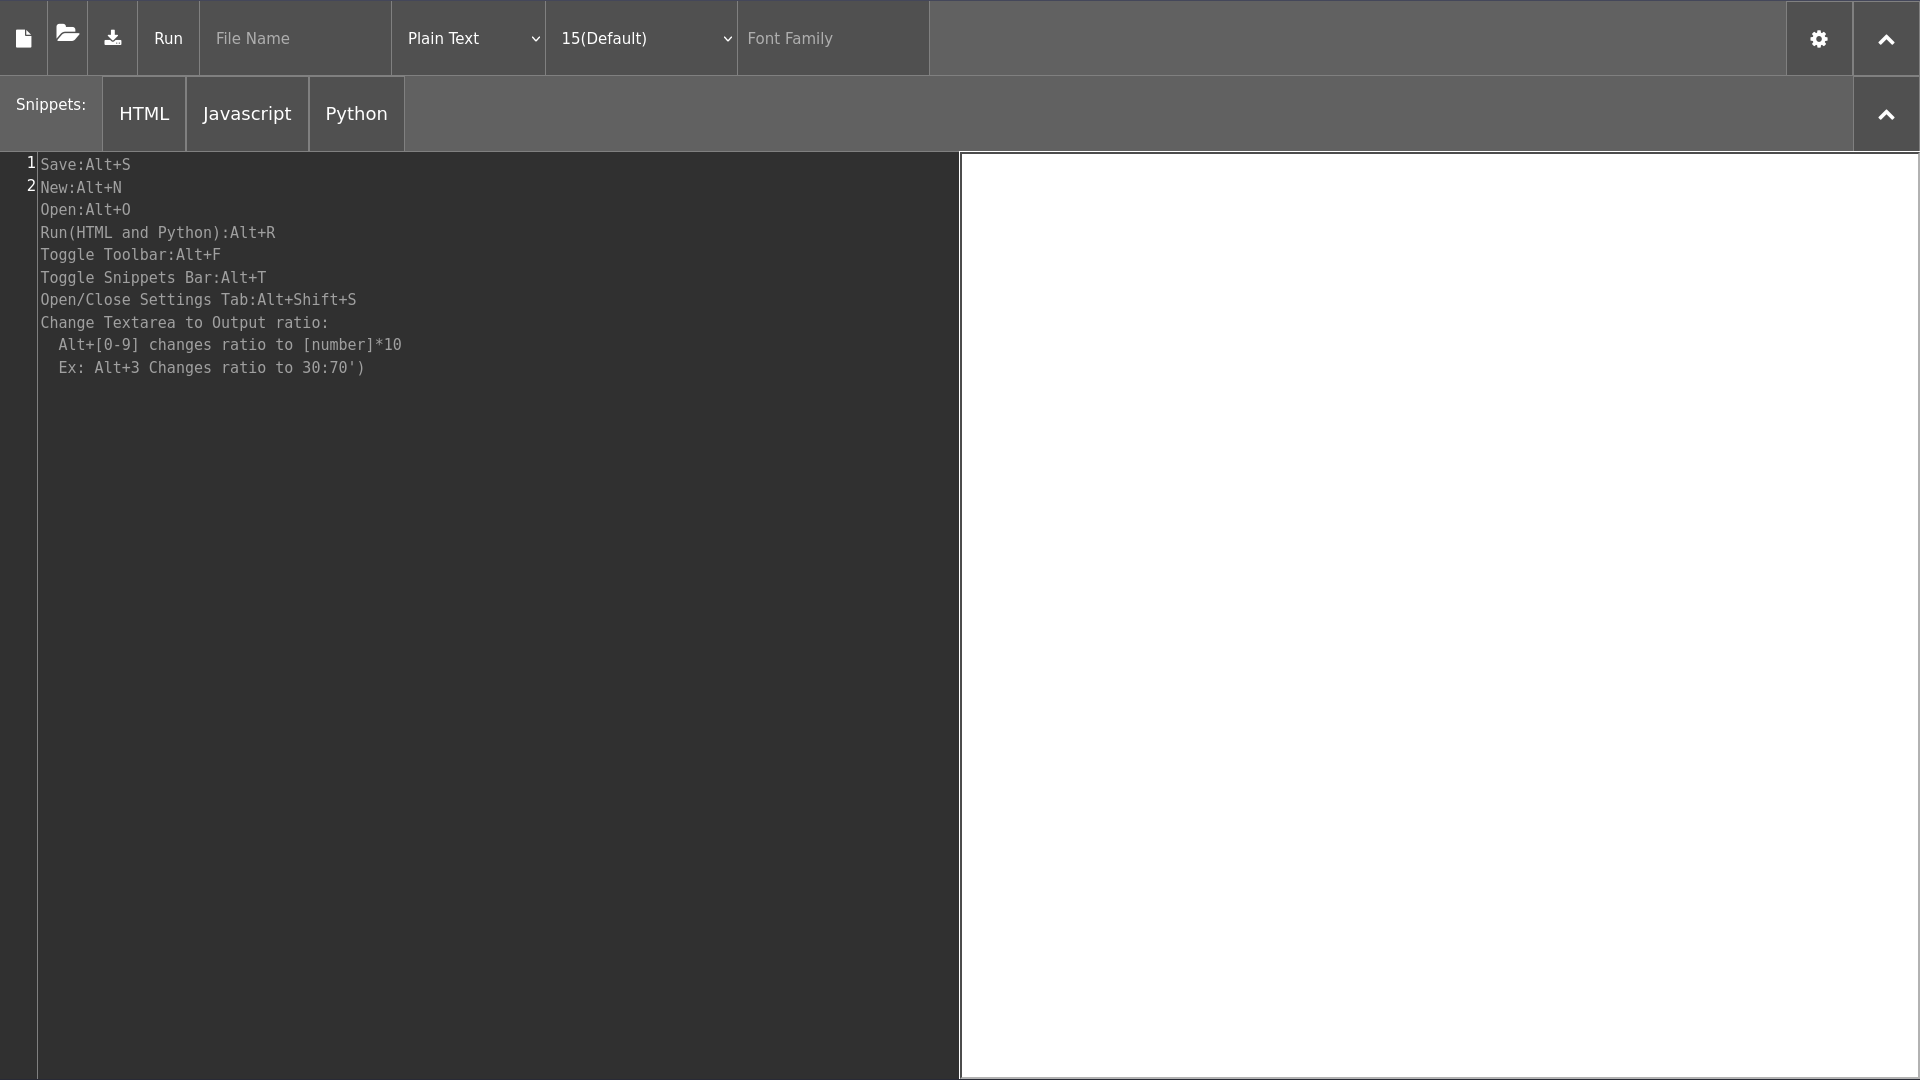 Run File Name Plain Text 15(Default) Font Family
Snippets: HTML Javascript Python
1 Save:Alt+S
2 New:Alt+N
Open:Alt+O
Run(HTML and Python):Alt+R
Toggle Toolbar:Alt+F
Toggle Snippets Bar:Alt+T
Open/Close Settings Tab:Alt+Shift+S
Change Textarea to Output ratio:
Alt+[0-9] changes ratio to [number]*10
Ex: Alt+3 Changes ratio to 30:70')